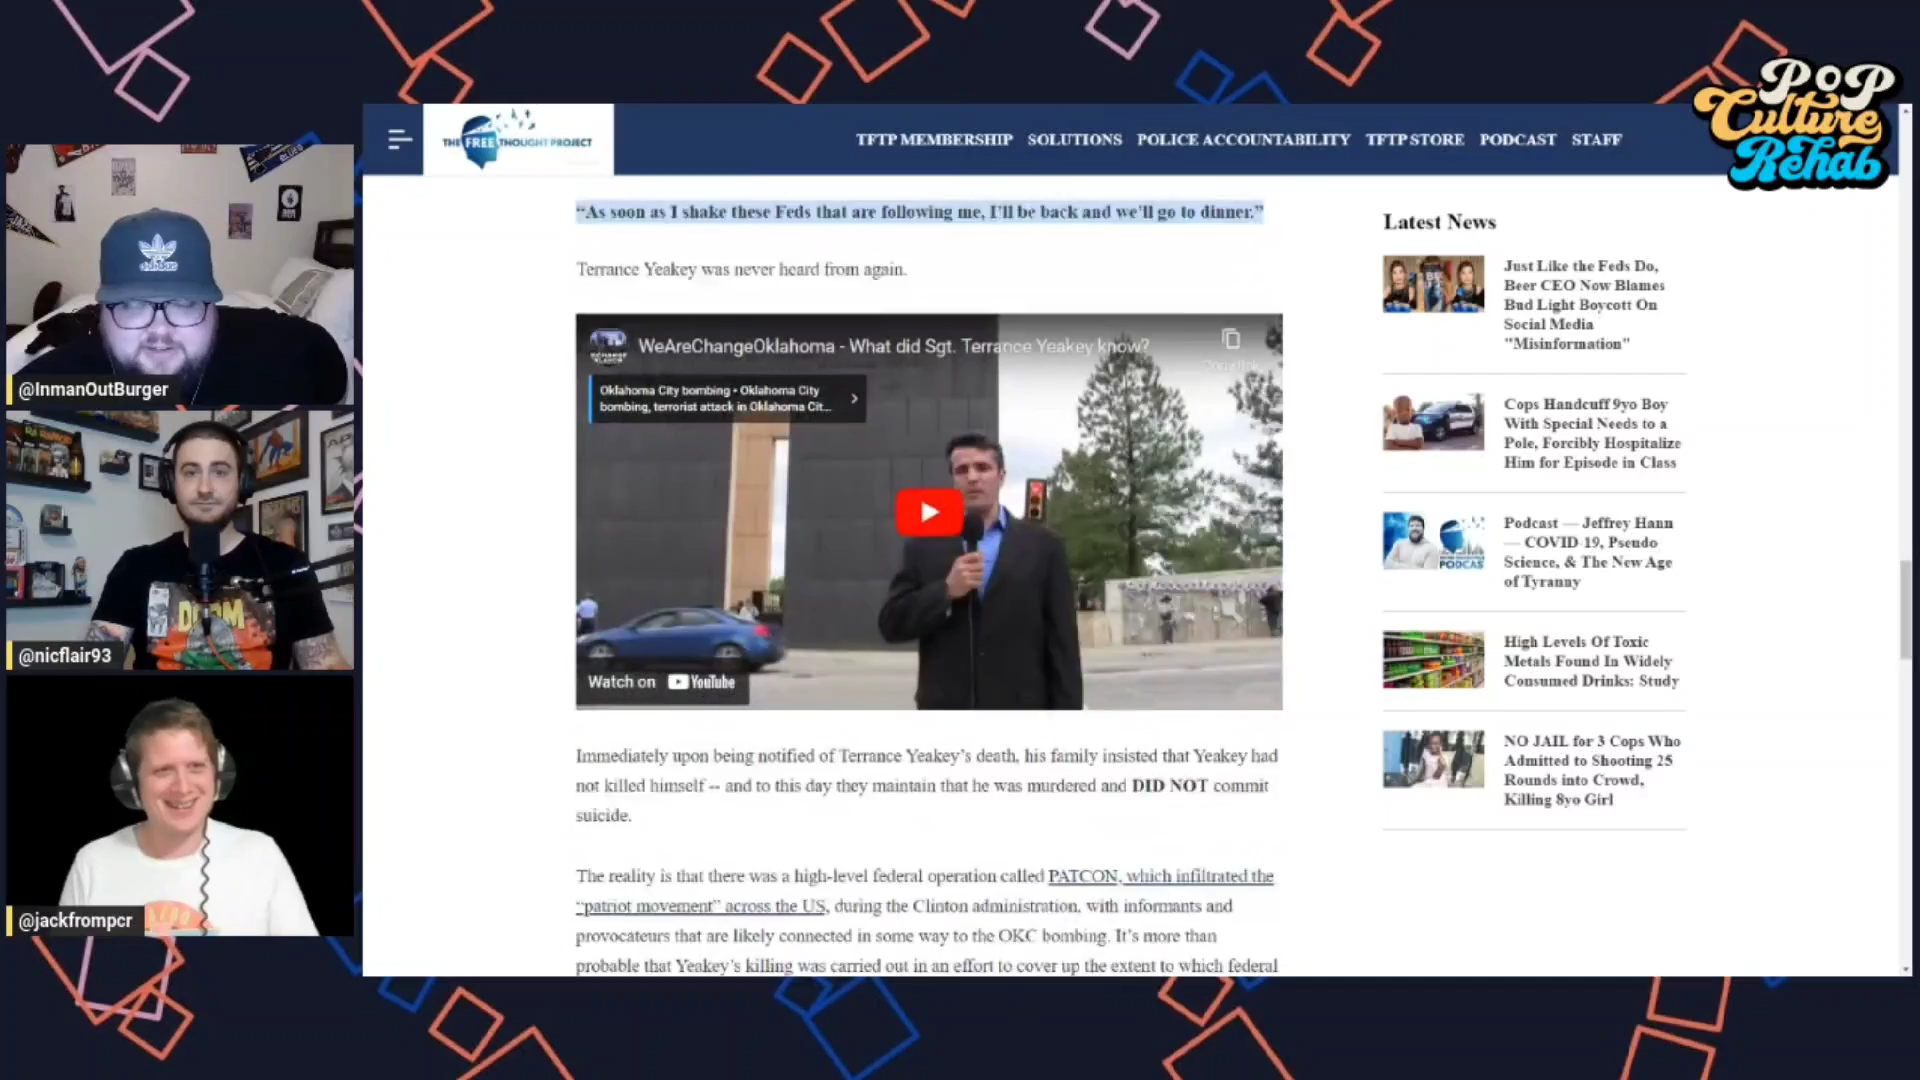 POP
Culture
Rehab
THE FREE THOUGHT PROJECT
TFTP MEMBERSHIP SOLUTIONS POLICE ACCOUNTABILITY TFTP STORE PODCAST STAFF
“As soon as I shake these Feds that are following me, I’ll be back and we’ll go to dinner.”
Terrance Yeakey was never heard from again.
WeAreChangeOklahoma - What did Sgt. Terrance Yeakey know?
Oklahoma City bombing • Oklahoma City
bombing, terrorist attack in Oklahoma Cit...
Watch on YouTube
Immediately upon being notified of Terrance Yeakey’s death, his family insisted that Yeakey had
not killed himself -- and to this day they maintain that he was murdered and DID NOT commit
suicide.
The reality is that there was a high-level federal operation called PATCON, which infiltrated the
“patriot movement” across the US, during the Clinton administration, with informants and
provocateurs that are likely connected in some way to the OKC bombing. It’s more than
probable that Yeakey’s killing was carried out in an effort to cover up the extent to which federal
Latest News
Just Like the Feds Do,
Beer CEO Now Blames
Bud Light Boycott On
Social Media
"Misinformation"
Cops Handcuff 9yo Boy
With Special Needs to a
Pole, Forcibly Hospitalize
Him for Episode in Class
Podcast — Jeffrey Hann
— COVID-19, Pseudo
Science, & The New Age
of Tyranny
PODCAST
High Levels Of Toxic
Metals Found In Widely
Consumed Drinks: Study
NO JAIL for 3 Cops Who
Admitted to Shooting 25
Rounds into Crowd,
Killing 8yo Girl
adidas
@InmanOutBurger
@nicflair93
@jackfrompcr